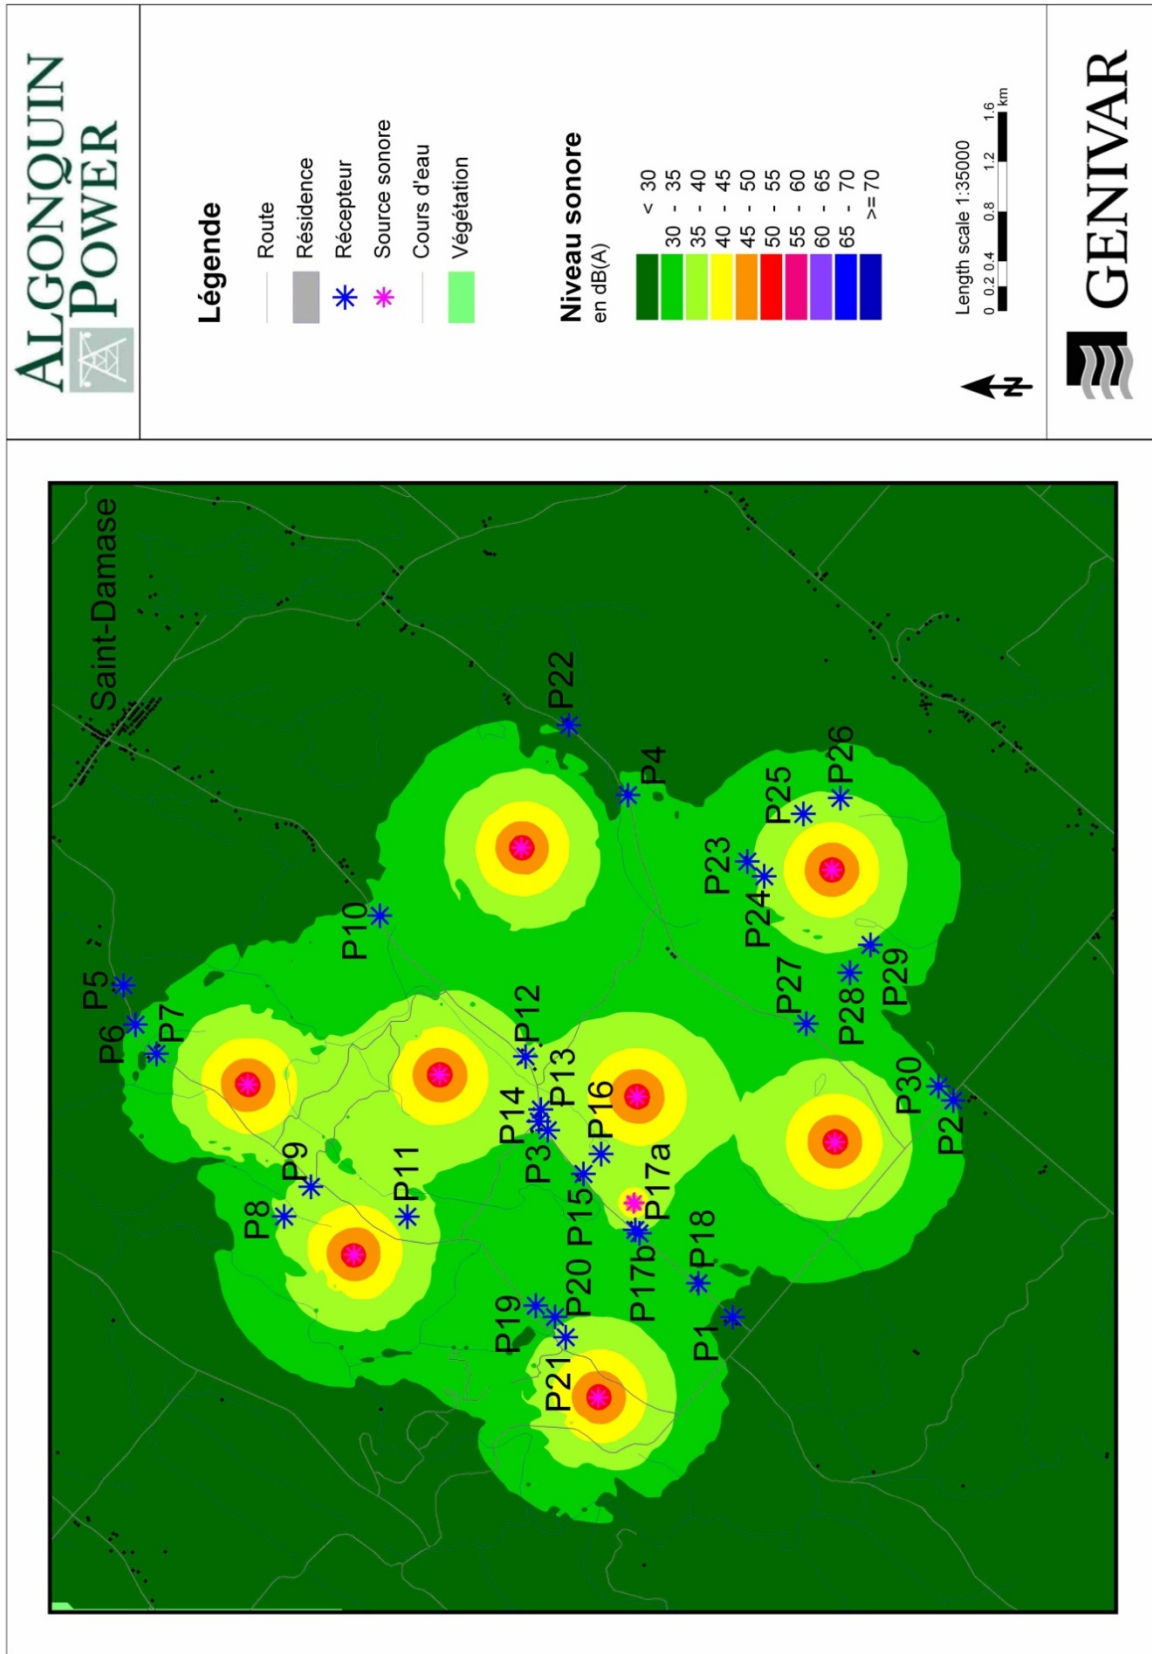 ALGONQUIN
POWER
Légende
Route
Résidence
Récepteur
Source sonore
Cours d'eau
Végétation
Niveau sonore
en dB(A)
< 30
30 - 35
35 - 40
40 - 45
45 - 50
50 - 55
55 - 60
60 - 65
65 - 70
>= 70
Length scale 1:35000
0 0.2 0.4 0.8 1.2 1.6 km
N
GENIVAR
Saint-Damase
P5
P6
P7
P10
P22
P9
P8
P11
P4
P12
P14
P13
P3
P16
P15
P17a
P17b
P18
P19
P20
P21
P1
P23
P24
P25
P26
P27
P28
P29
P30
P2